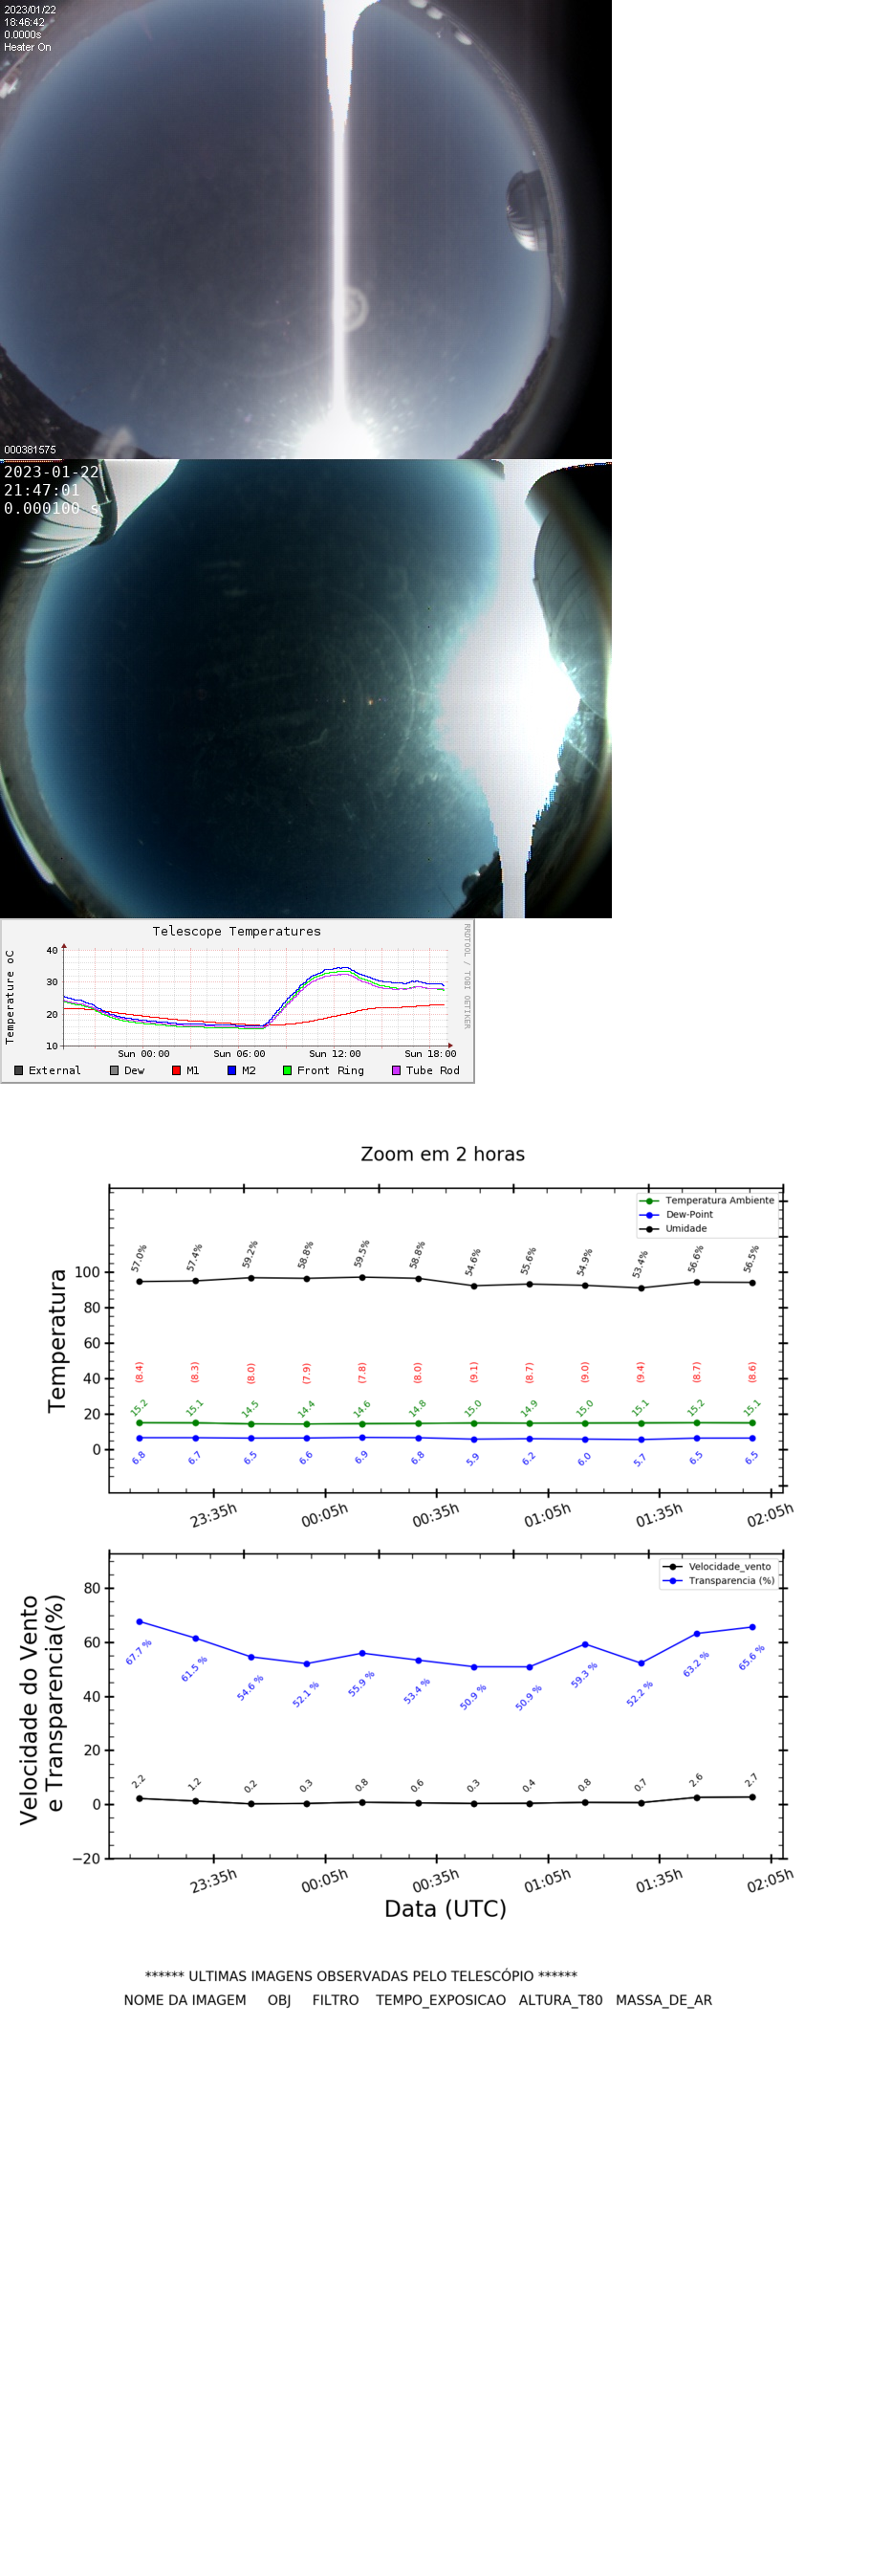 2023/01/22
18:46:42
0.0000s
Heater On
000381575
2023-01-22
21:47:01
0.000100 s
Telescope Temperatures
RRDTOOL / TOBI OETIKER
Temperature oC
40
30
20
10
Sun 00:00 Sun 06:00 Sun 12:00 Sun 18:00
External Dew M1 M2 Front Ring Tube Rod
Zoom em 2 horas
Temperatura Ambiente
Dew-Point
Umidade
Temperatura
100
80
60
40
20
0
57.0% 57.4% 59.2% 58.8% 59.5% 58.8% 54.6% 55.6% 54.9% 53.4% 56.6% 56.5%
(8.4) (8.3) (8.0) (7.9) (7.8) (8.0) (9.1) (8.7) (9.0) (9.4) (8.7) (8.6)
15.2 15.1 14.5 14.4 14.6 14.8 15.0 14.9 15.0 15.1 15.2 15.1
6.8 6.7 6.5 6.6 6.9 6.8 5.9 6.2 6.0 5.7 6.5 6.5
23:35h 00:05h 00:35h 01:05h 01:35h 02:05h
Velocidade_vento
Transparencia (%)
Velocidade do Vento
e Transparencia(%)
80
60
40
20
0
−20
67.7 % 61.5 % 54.6 % 52.1 % 55.9 % 53.4 % 50.9 % 50.9 % 59.3 % 52.2 % 63.2 % 65.6 %
2.2 1.2 0.2 0.3 0.8 0.6 0.3 0.4 0.8 0.7 2.6 2.7
23:35h 00:05h 00:35h 01:05h 01:35h 02:05h
Data (UTC)
****** ULTIMAS IMAGENS OBSERVADAS PELO TELESCÓPIO ******
NOME DA IMAGEM OBJ FILTRO TEMPO_EXPOSICAO ALTURA_T80 MASSA_DE_AR